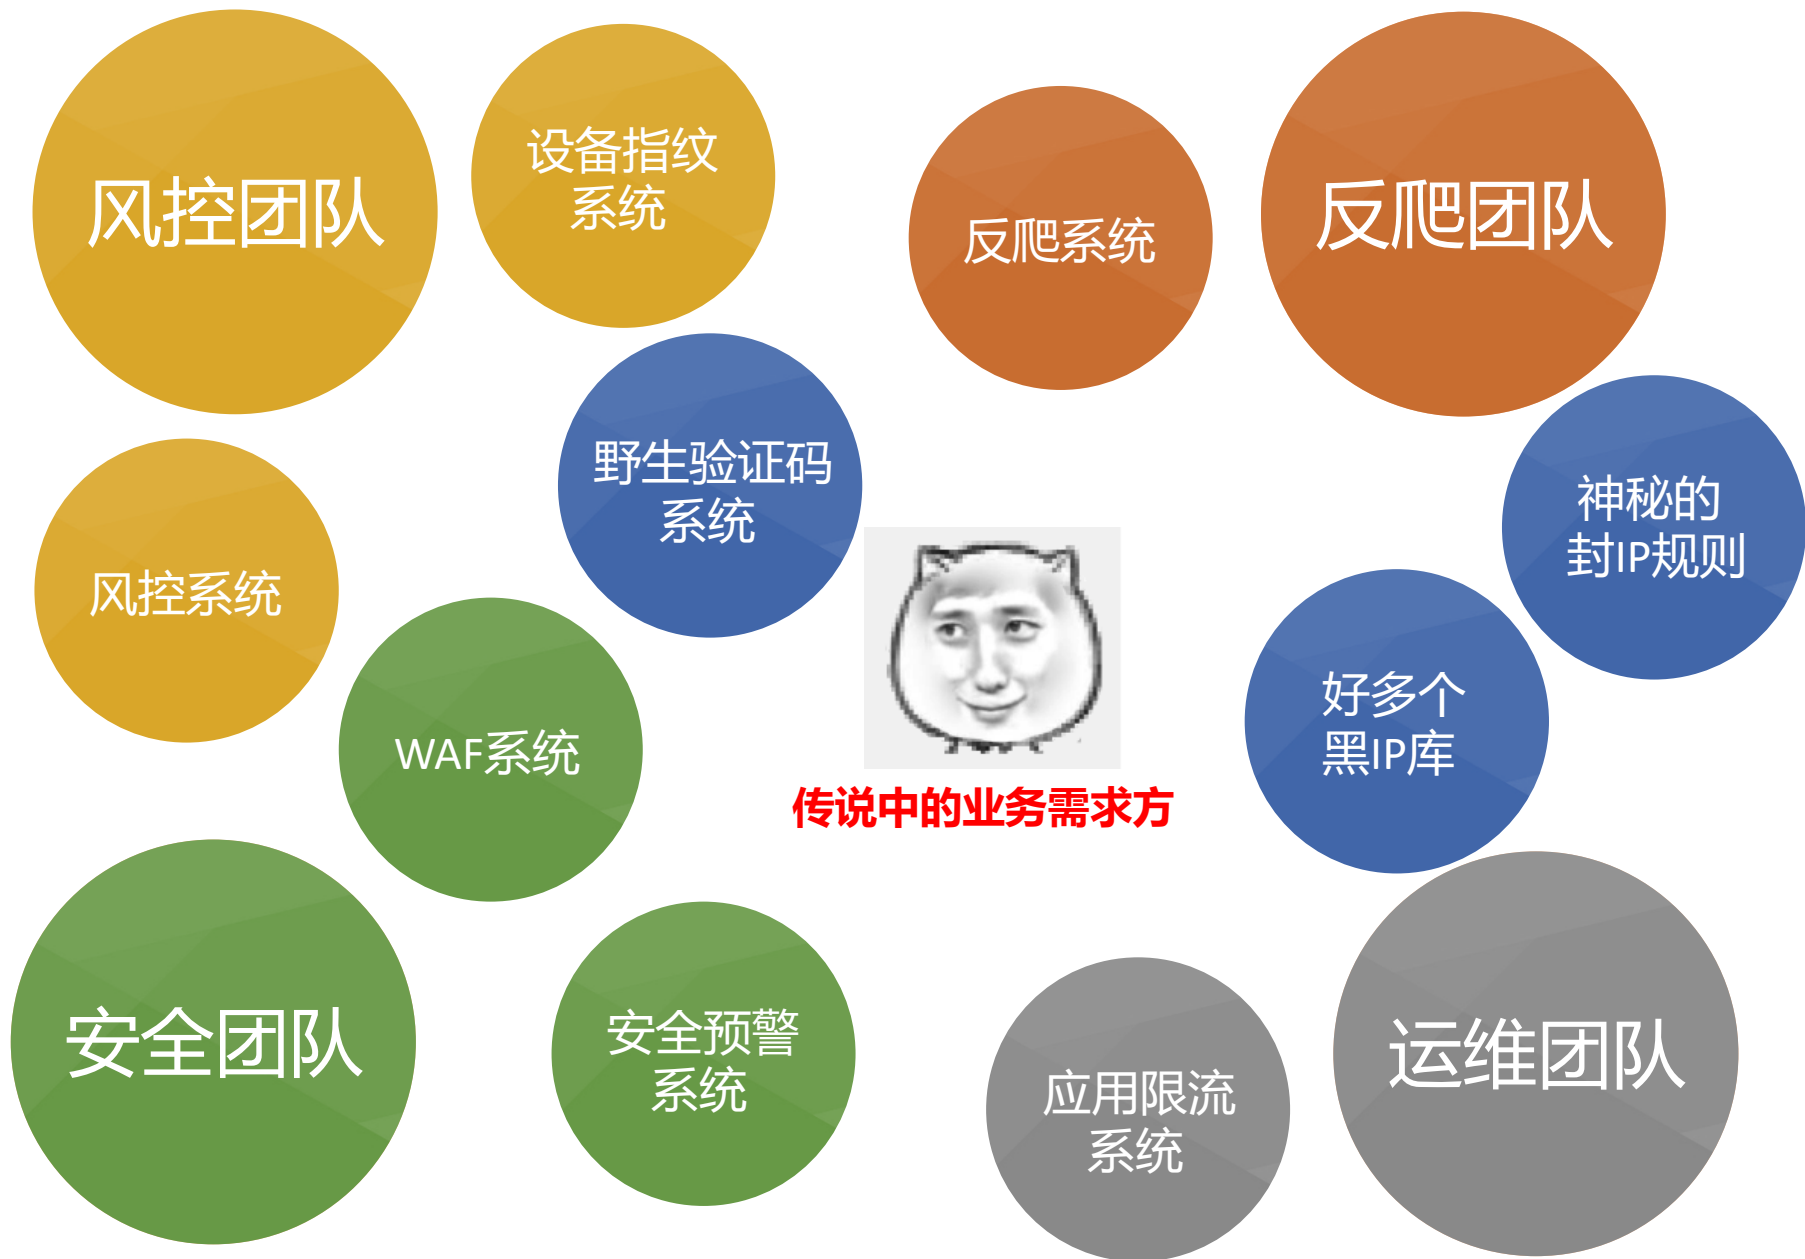 风控团队
设备指纹
系统
反爬系统
反爬团队
野生验证码
系统
神秘的
封IP规则
风控系统
WAF系统
好多个
黑IP库
传说中的业务需求方
安全团队
安全预警
系统
应用限流
系统
运维团队